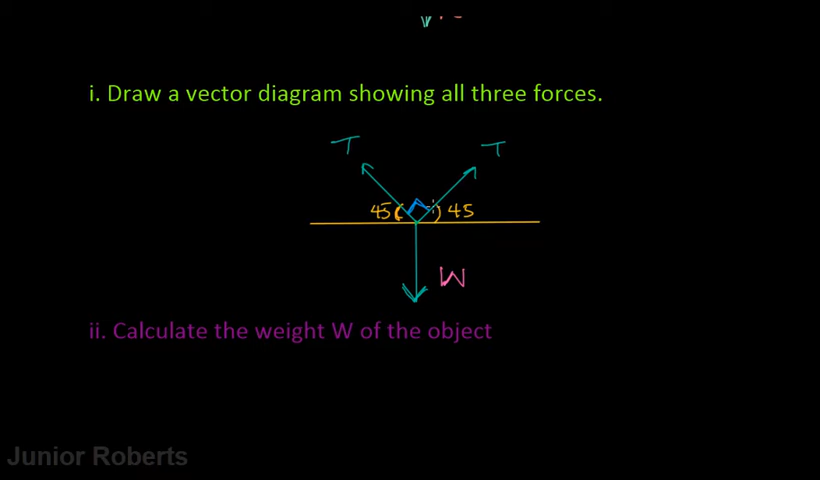 i. Draw a vector diagram showing all three forces.
T T
45 45
W
ii. Calculate the weight W of the object
Junior Roberts